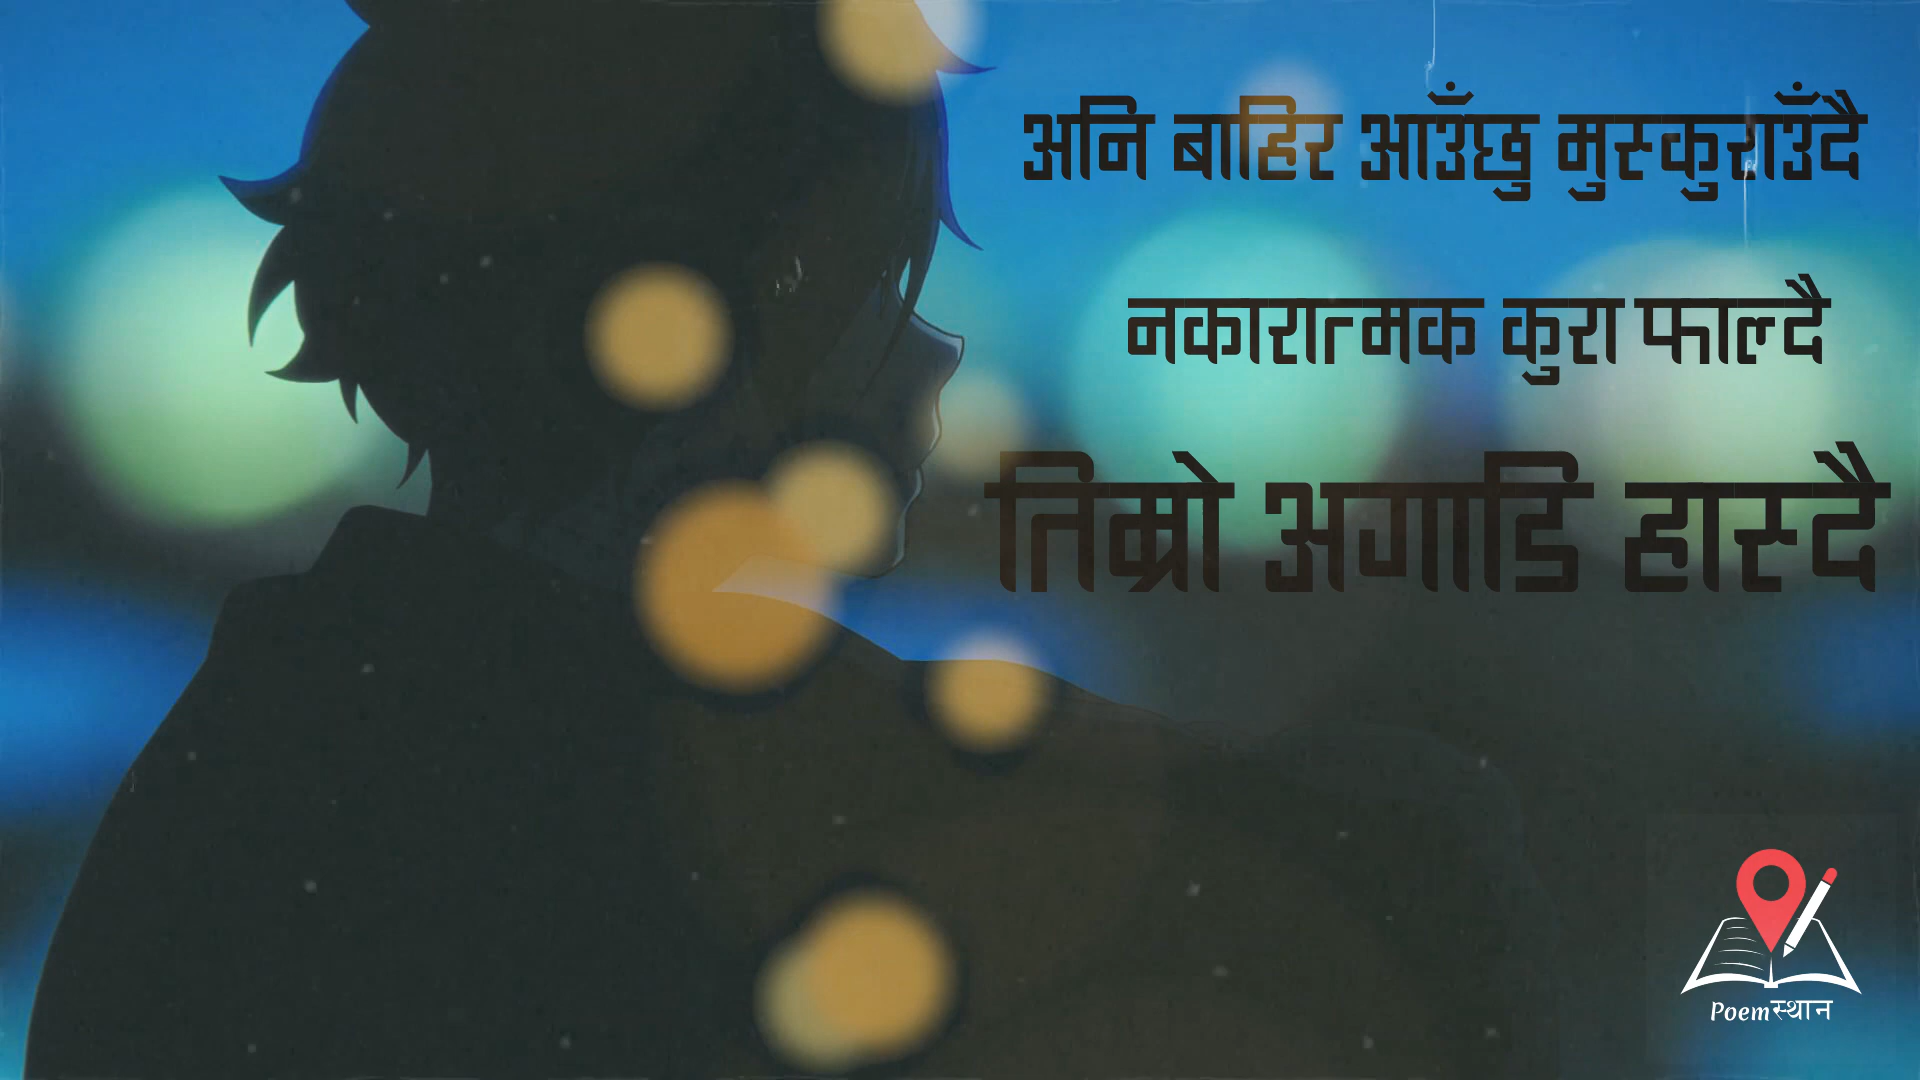 अनि बाहिर आउँछु मुस्कुराउँदै
नकारात्मक कुरा फाल्दै
तिम्रो अगाडि हास्दै
Poemस्थान